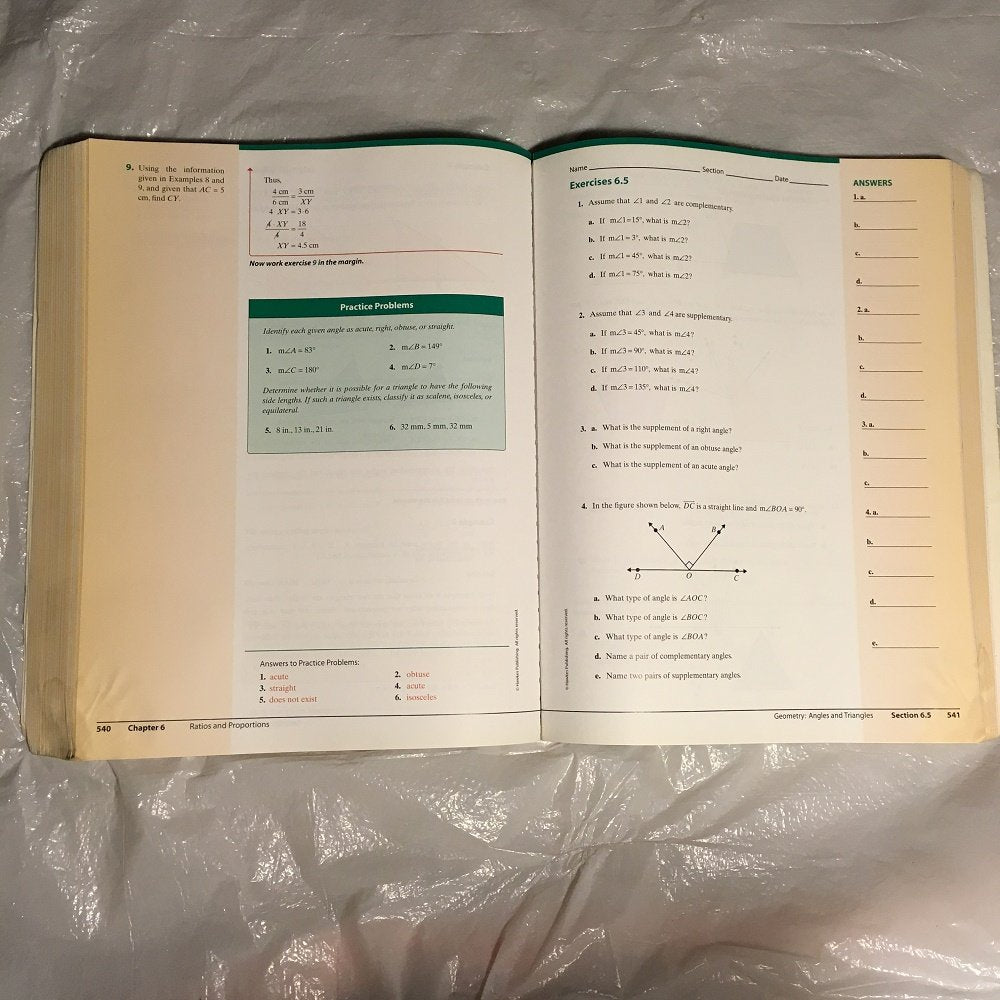 9. Using the information
given in Examples 8 and
9, and given that AC = 5
cm, find CY.
Thus,
4 cm / 6 cm = 3 cm / XY
4 · XY = 3·6
4 · XY / 4 = 18 / 4
XY = 4.5 cm
Now work exercise 9 in the margin.
Practice Problems
Identify each given angle as acute, right, obtuse, or straight.
1. m∠A = 83° 2. m∠B = 149°
3. m∠C = 180° 4. m∠D = 7°
Determine whether it is possible for a triangle to have the following
side lengths. If such a triangle exists, classify it as scalene, isosceles, or
equilateral.
5. 8 in., 13 in., 21 in. 6. 32 mm, 5 mm, 32 mm
Answers to Practice Problems:
1. acute 2. obtuse
3. straight 4. acute
5. does not exist 6. isosceles
© Hawkes Publishing. All rights reserved.
540 Chapter 6 Ratios and Proportions
Name Section Date
Exercises 6.5
1. Assume that ∠1 and ∠2 are complementary.
a. If m∠1=15°, what is m∠2?
b. If m∠1=3°, what is m∠2?
c. If m∠1=45°, what is m∠2?
d. If m∠1=75°, what is m∠2?
2. Assume that ∠3 and ∠4 are supplementary.
a. If m∠3=45°, what is m∠4?
b. If m∠3=90°, what is m∠4?
c. If m∠3=110°, what is m∠4?
d. If m∠3=135°, what is m∠4?
3. a. What is the supplement of a right angle?
b. What is the supplement of an obtuse angle?
c. What is the supplement of an acute angle?
4. In the figure shown below, DC is a straight line and m∠BOA = 90°.
A B
D O C
a. What type of angle is ∠AOC?
b. What type of angle is ∠BOC?
c. What type of angle is ∠BOA?
d. Name a pair of complementary angles.
e. Name two pairs of supplementary angles.
© Hawkes Publishing. All rights reserved.
ANSWERS
1. a.
b.
c.
d.
2. a.
b.
c.
d.
3. a.
b.
c.
4. a.
b.
c.
d.
e.
Geometry: Angles and Triangles Section 6.5 541